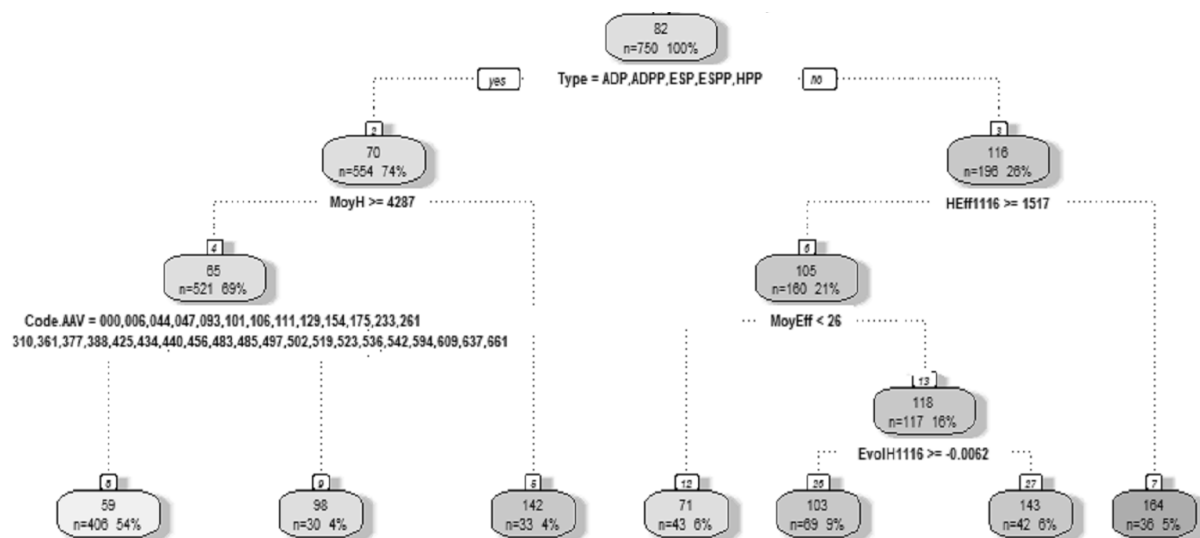 82
n=750 100%
yes
Type = ADP,ADPP,ESP,ESPP,HPP
no
2
3
70
n=554 74%
116
n=196 26%
MoyH >= 4287
HEff1116 >= 1517
4
6
65
n=521 69%
105
n=160 21%
Code.AAV = 000,006,044,047,093,101,106,111,129,154,175,233,261
310,361,377,388,425,434,440,456,483,485,497,502,519,523,536,542,594,609,637,661
MoyEff < 26
13
118
n=117 16%
EvolH1116 >= -0.0062
8
9
5
12
26
27
7
59
n=406 54%
98
n=30 4%
142
n=33 4%
71
n=43 6%
103
n=69 9%
143
n=42 6%
164
n=36 5%